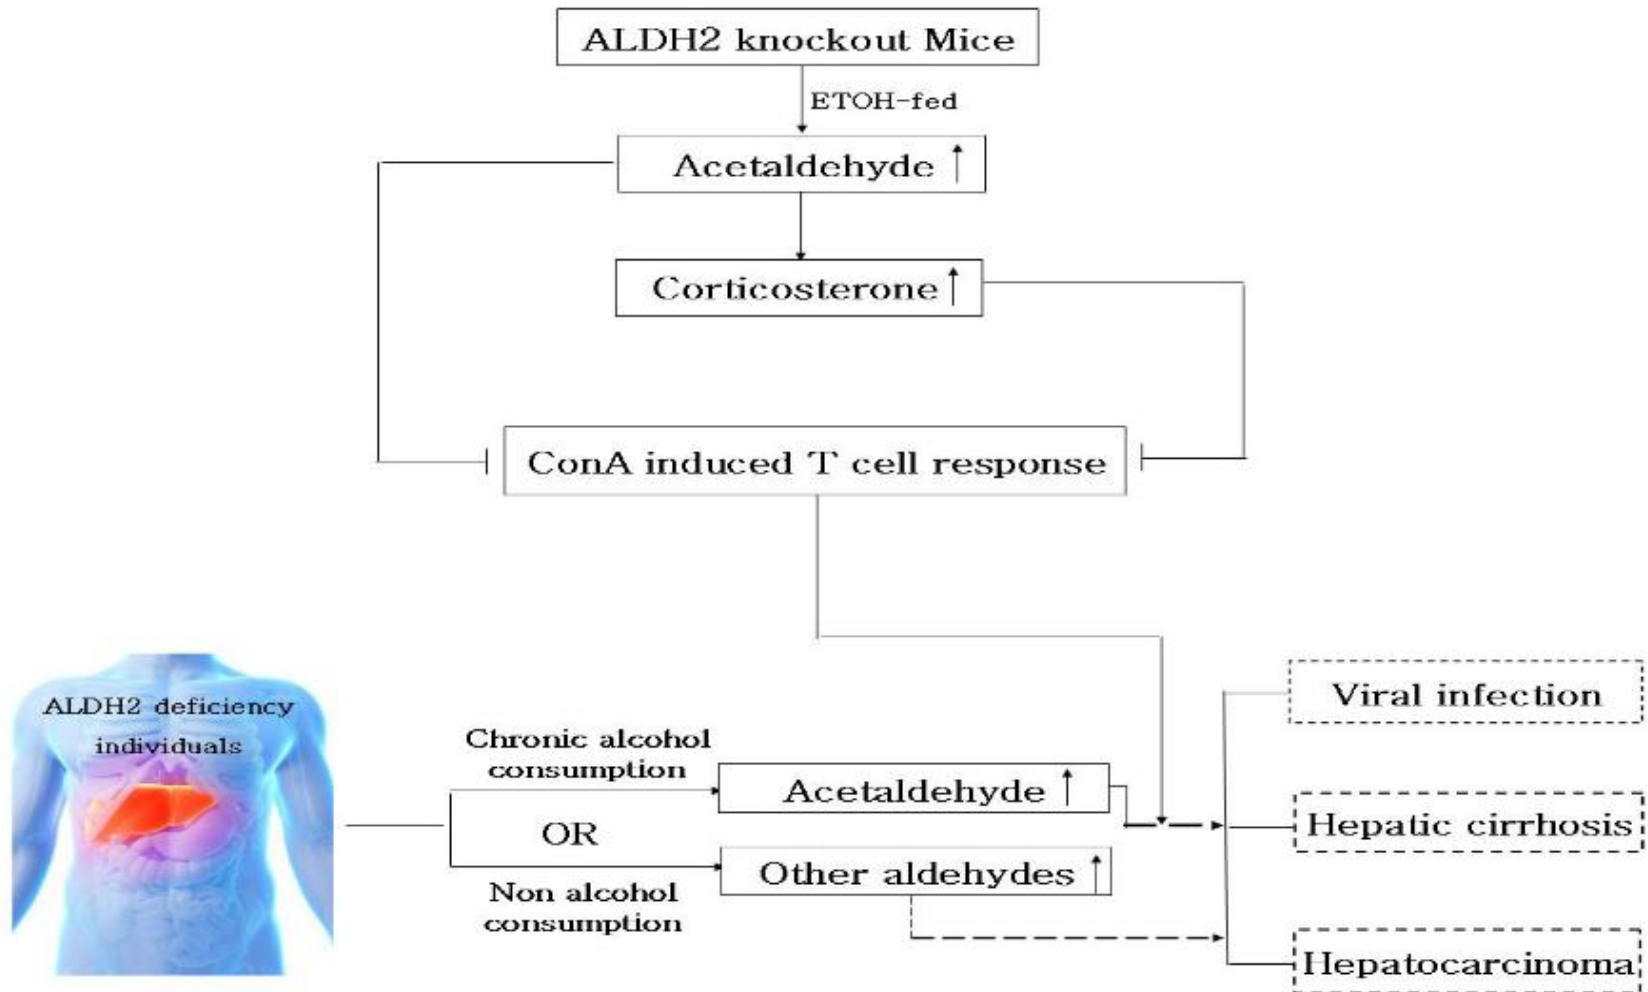 ALDH2 knockout Mice
ETOH-fed
Acetaldehyde ↑
Corticosterone ↑
ConA induced T cell response
ALDH2 deficiency
individuals
Chronic alcohol
consumption
Acetaldehyde ↑
OR
Other aldehydes ↑
Non alcohol
consumption
Viral infection
Hepatic cirrhosis
Hepatocarcinoma